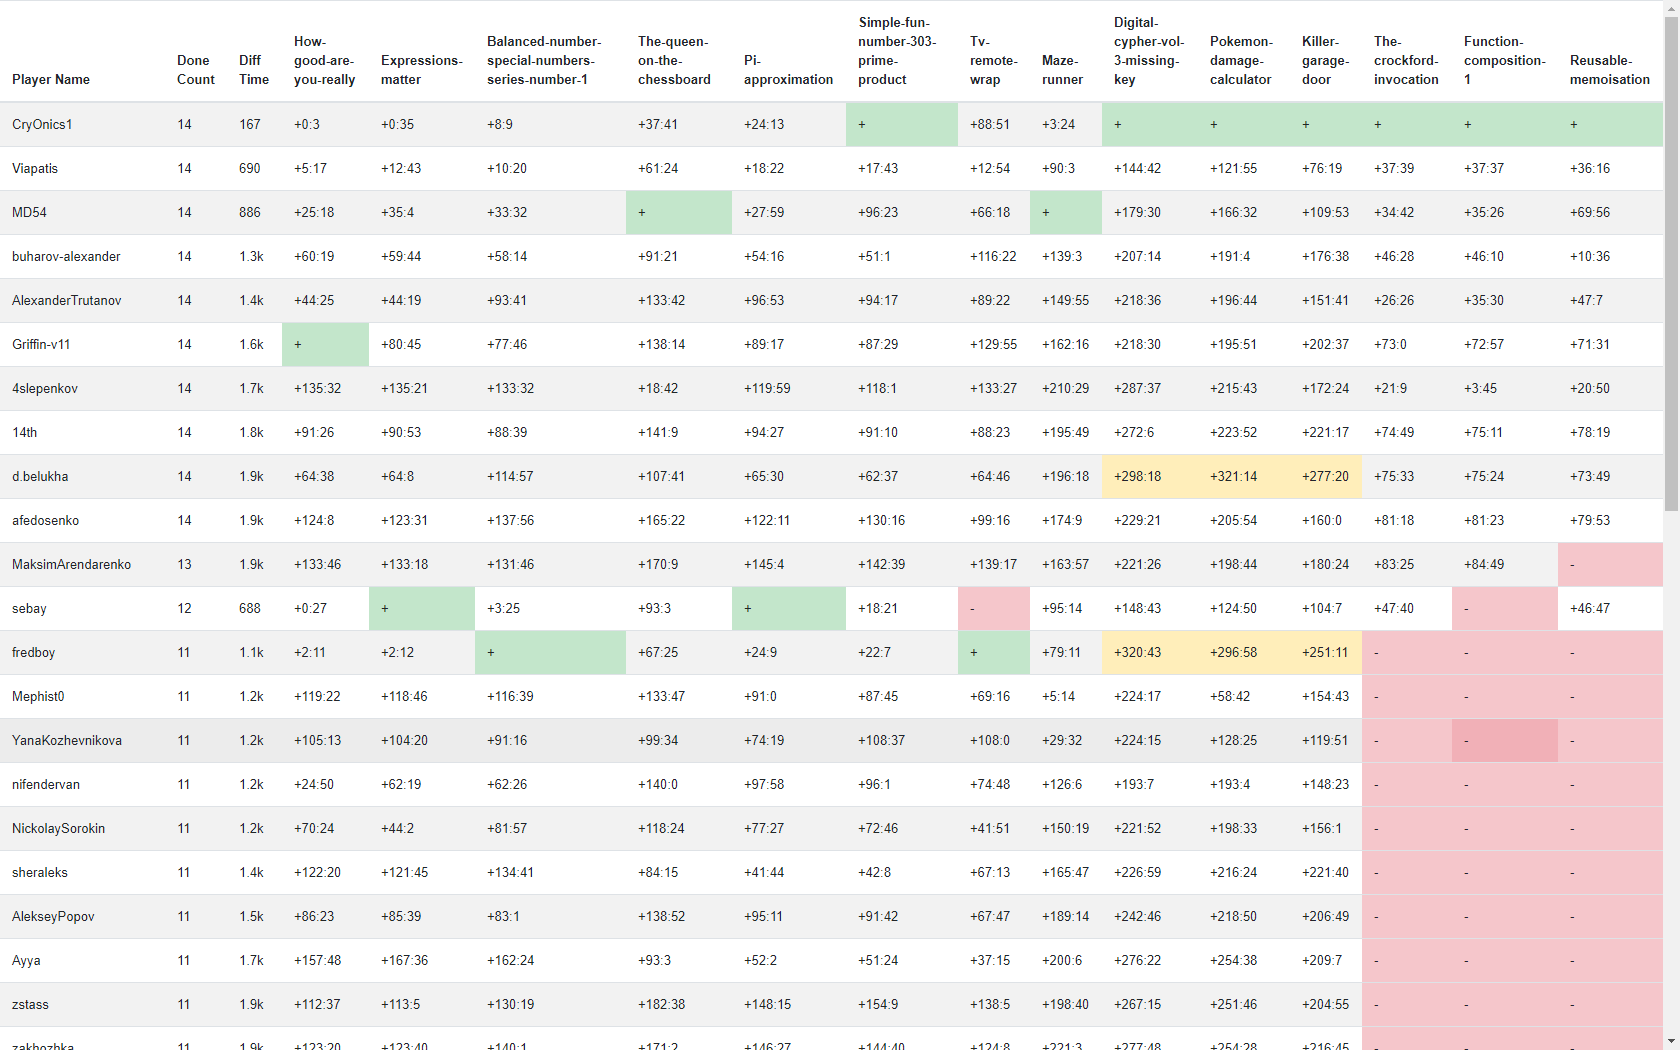 Player Name Done Count Diff Time How-good-are-you-really Expressions-matter Balanced-number-special-numbers-series-number-1 The-queen-on-the-chessboard Pi-approximation Simple-fun-number-303-prime-product Tv-remote-wrap Maze-runner Digital-cypher-vol-3-missing-key Pokemon-damage-calculator Killer-garage-door The-crockford-invocation Function-composition-1 Reusable-memoisation
CryOnics1 14 167 +0:3 +0:35 +8:9 +37:41 +24:13 + +88:51 +3:24 + + + + + +
Viapatis 14 690 +5:17 +12:43 +10:20 +61:24 +18:22 +17:43 +12:54 +90:3 +144:42 +121:55 +76:19 +37:39 +37:37 +36:16
MD54 14 886 +25:18 +35:4 +33:32 + +27:59 +96:23 +66:18 + +179:30 +166:32 +109:53 +34:42 +35:26 +69:56
buharov-alexander 14 1.3k +60:19 +59:44 +58:14 +91:21 +54:16 +51:1 +116:22 +139:3 +207:14 +191:4 +176:38 +46:28 +46:10 +10:36
AlexanderTrutanov 14 1.4k +44:25 +44:19 +93:41 +133:42 +96:53 +94:17 +89:22 +149:55 +218:36 +196:44 +151:41 +26:26 +35:30 +47:7
Griffin-v11 14 1.6k + +80:45 +77:46 +138:14 +89:17 +87:29 +129:55 +162:16 +218:30 +195:51 +202:37 +73:0 +72:57 +71:31
4slepenkov 14 1.7k +135:32 +135:21 +133:32 +18:42 +119:59 +118:1 +133:27 +210:29 +287:37 +215:43 +172:24 +21:9 +3:45 +20:50
14th 14 1.8k +91:26 +90:53 +88:39 +141:9 +94:27 +91:10 +88:23 +195:49 +272:6 +223:52 +221:17 +74:49 +75:11 +78:19
d.belukha 14 1.9k +64:38 +64:8 +114:57 +107:41 +65:30 +62:37 +64:46 +196:18 +298:18 +321:14 +277:20 +75:33 +75:24 +73:49
afedosenko 14 1.9k +124:8 +123:31 +137:56 +165:22 +122:11 +130:16 +99:16 +174:9 +229:21 +205:54 +160:0 +81:18 +81:23 +79:53
MaksimArendarenko 13 1.9k +133:46 +133:18 +131:46 +170:9 +145:4 +142:39 +139:17 +163:57 +221:26 +198:44 +180:24 +83:25 +84:49 -
sebay 12 688 +0:27 + +3:25 +93:3 + +18:21 - +95:14 +148:43 +124:50 +104:7 +47:40 - +46:47
fredboy 11 1.1k +2:11 +2:12 + +67:25 +24:9 +22:7 + +79:11 +320:43 +296:58 +251:11 - - -
Mephist0 11 1.2k +119:22 +118:46 +116:39 +133:47 +91:0 +87:45 +69:16 +5:14 +224:17 +58:42 +154:43 - - -
YanaKozhevnikova 11 1.2k +105:13 +104:20 +91:16 +99:34 +74:19 +108:37 +108:0 +29:32 +224:15 +128:25 +119:51 - - -
nifendervan 11 1.2k +24:50 +62:19 +62:26 +140:0 +97:58 +96:1 +74:48 +126:6 +193:7 +193:4 +148:23 - - -
NickolaySorokin 11 1.2k +70:24 +44:2 +81:57 +118:24 +77:27 +72:46 +41:51 +150:19 +221:52 +198:33 +156:1 - - -
sheraleks 11 1.4k +122:20 +121:45 +134:41 +84:15 +41:44 +42:8 +67:13 +165:47 +226:59 +216:24 +221:40 - - -
AlekseyPopov 11 1.5k +86:23 +85:39 +83:1 +138:52 +95:11 +91:42 +67:47 +189:14 +242:46 +218:50 +206:49 - - -
Ayya 11 1.7k +157:48 +167:36 +162:24 +93:3 +52:2 +51:24 +37:15 +200:6 +276:22 +254:38 +209:7 - - -
zstass 11 1.9k +112:37 +113:5 +130:19 +182:38 +148:15 +154:9 +138:5 +198:40 +267:15 +251:46 +204:55 - - -
zakhozhka 11 1.9k +123:20 +123:40 +140:1 +171:2 +146:27 +144:40 +124:8 +221:3 +277:48 +254:28 +216:45